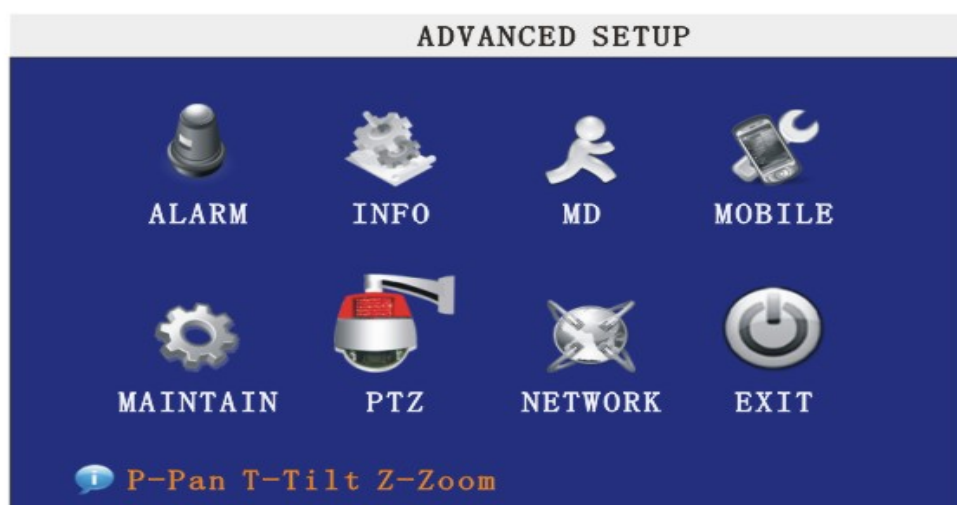 ADVANCED SETUP
ALARM INFO MD MOBILE
MAINTAIN PTZ NETWORK EXIT
P-Pan T-Tilt Z-Zoom